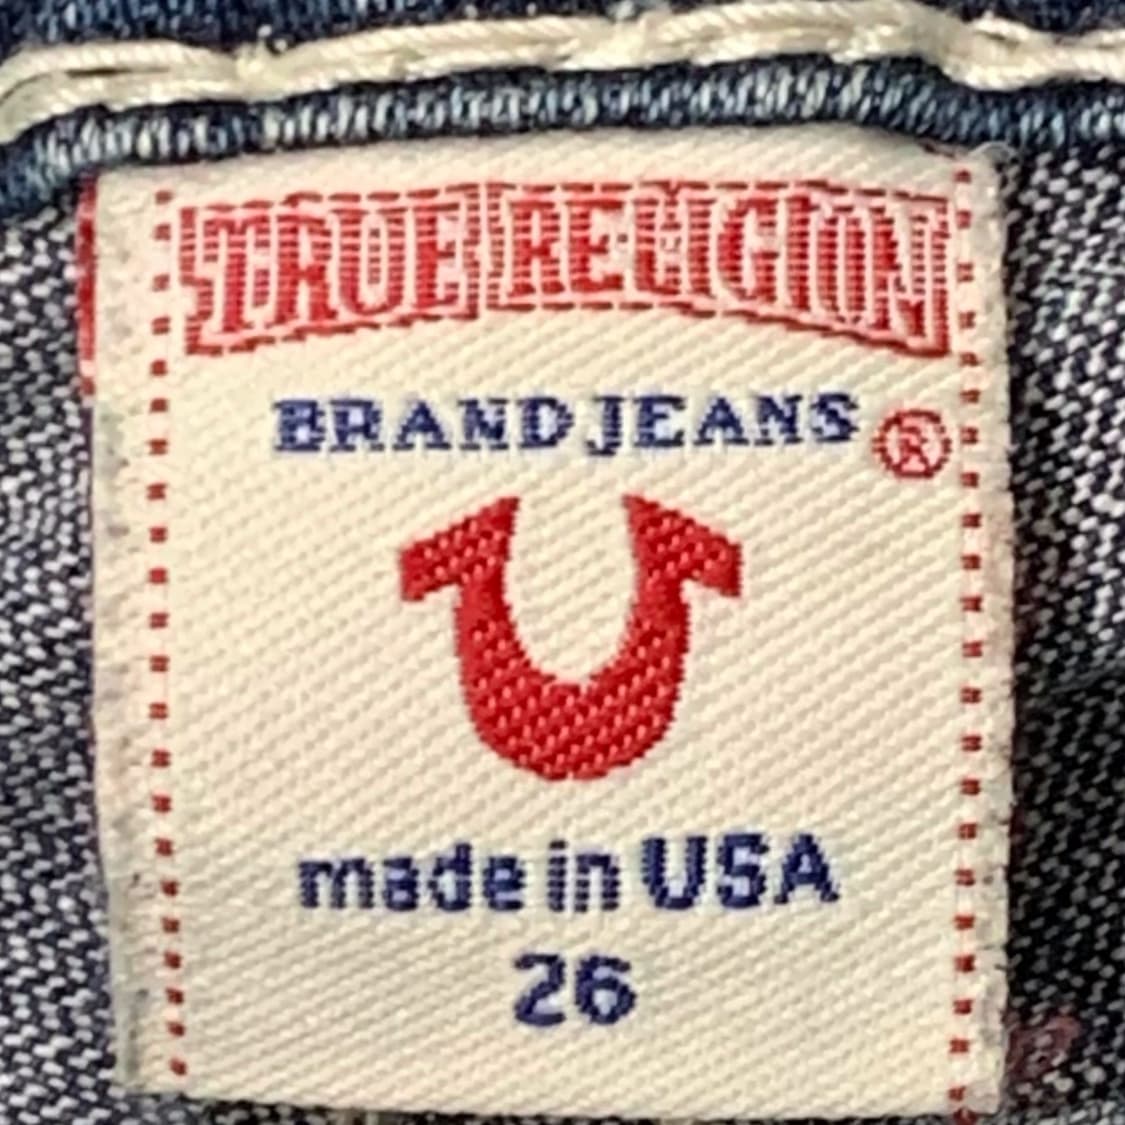 TRUE RELIGION
BRAND JEANS ®
made in USA
26